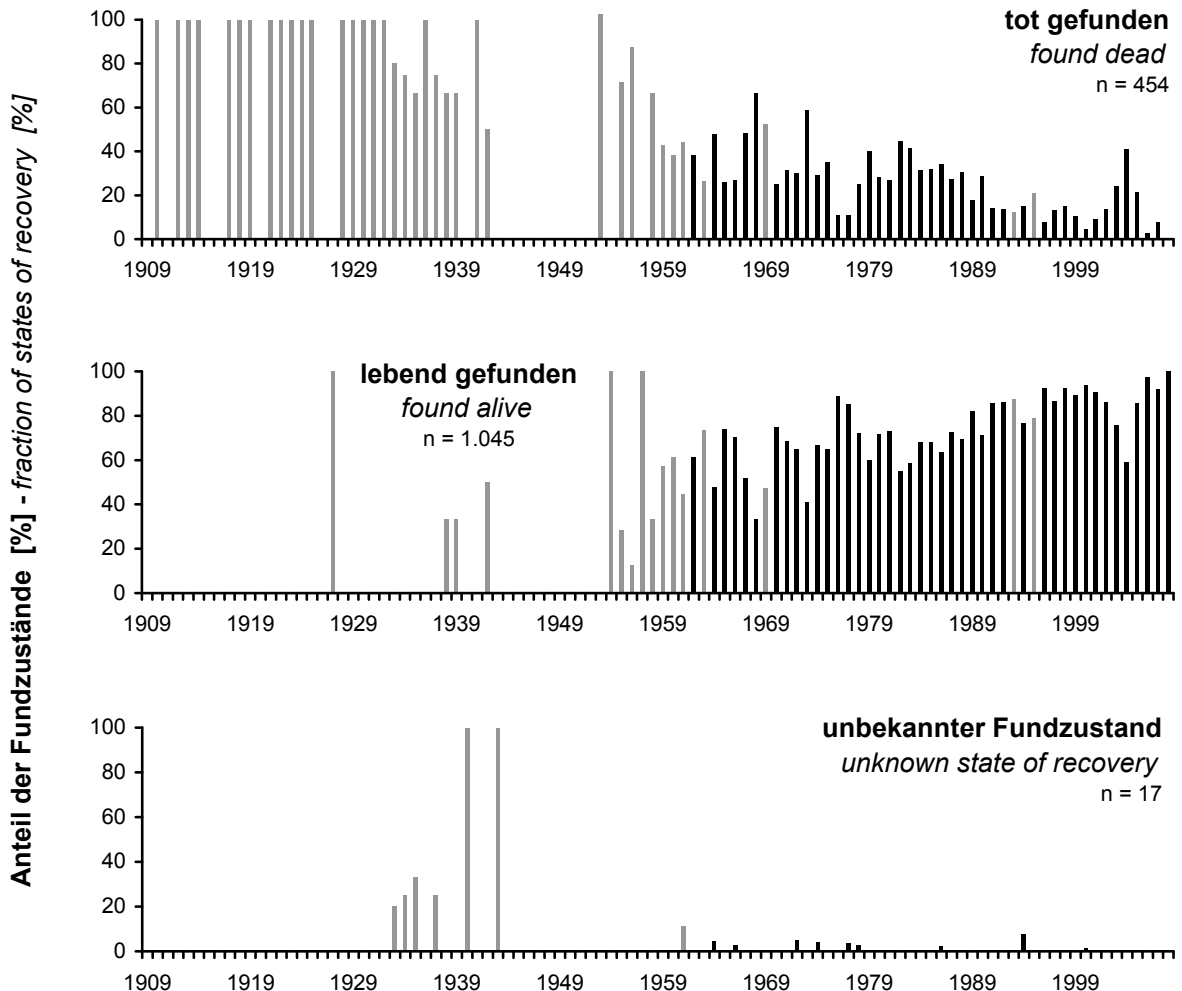 Anteil der Fundzustände [%] - fraction of states of recovery [%]
tot gefunden
found dead
n = 454
100
80
60
40
20
0
1909 1919 1929 1939 1949 1959 1969 1979 1989 1999
lebend gefunden
found alive
n = 1.045
100
80
60
40
20
0
1909 1919 1929 1939 1949 1959 1969 1979 1989 1999
unbekannter Fundzustand
unknown state of recovery
n = 17
100
80
60
40
20
0
1909 1919 1929 1939 1949 1959 1969 1979 1989 1999